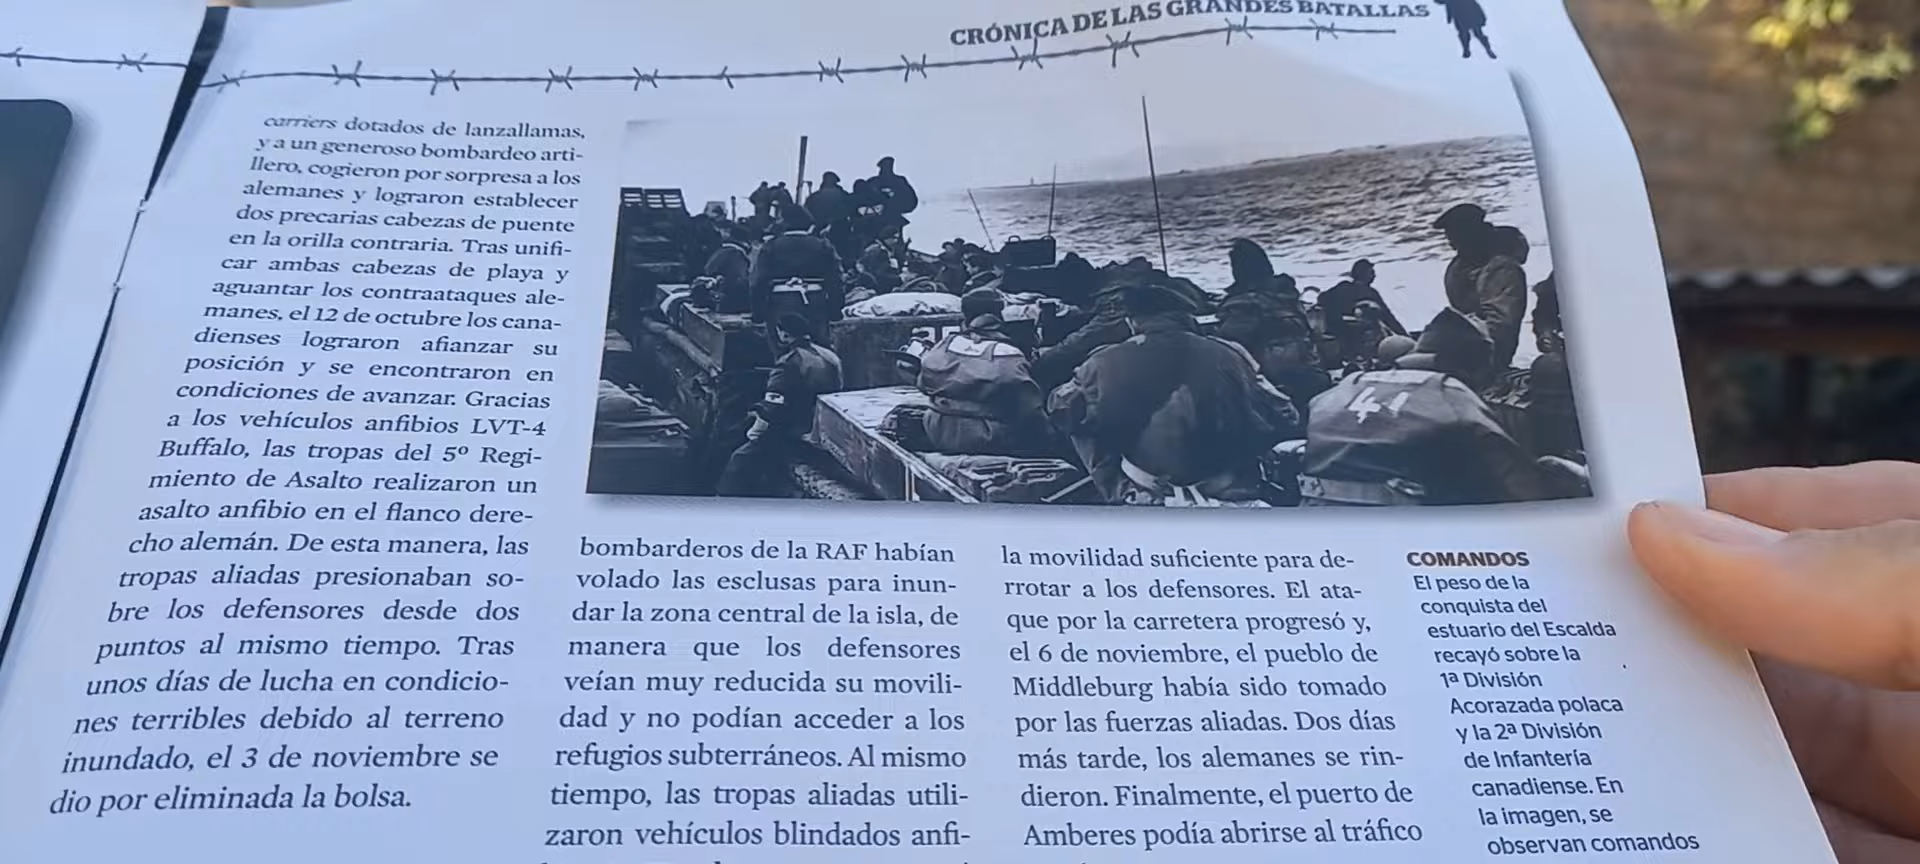 CRÓNICA DE LAS GRANDES BATALLAS
carriers dotados de lanzallamas,
y a un generoso bombardeo arti-
llero, cogieron por sorpresa a los
alemanes y lograron establecer
dos precarias cabezas de puente
en la orilla contraria. Tras unifi-
car ambas cabezas de playa y
aguantar los contraataques ale-
manes, el 12 de octubre los cana-
dienses lograron afianzar su
posición y se encontraron en
condiciones de avanzar. Gracias
a los vehículos anfibios LVT-4
Buffalo, las tropas del 5º Regi-
miento de Asalto realizaron un
asalto anfibio en el flanco dere-
cho alemán. De esta manera, las
tropas aliadas presionaban so-
bre los defensores desde dos
puntos al mismo tiempo. Tras
unos días de lucha en condicio-
nes terribles debido al terreno
inundado, el 3 de noviembre se
dio por eliminada la bolsa.
41
bombarderos de la RAF habían
volado las esclusas para inun-
dar la zona central de la isla, de
manera que los defensores
veían muy reducida su movili-
dad y no podían acceder a los
refugios subterráneos. Al mismo
tiempo, las tropas aliadas utili-
zaron vehículos blindados anfi-
la movilidad suficiente para de-
rrotar a los defensores. El ata-
que por la carretera progresó y,
el 6 de noviembre, el pueblo de
Middleburg había sido tomado
por las fuerzas aliadas. Dos días
más tarde, los alemanes se rin-
dieron. Finalmente, el puerto de
Amberes podía abrirse al tráfico
COMANDOS
El peso de la
conquista del
estuario del Escalda
recayó sobre la
1ª División
Acorazada polaca
y la 2ª División
de Infantería
canadiense. En
la imagen, se
observan comandos